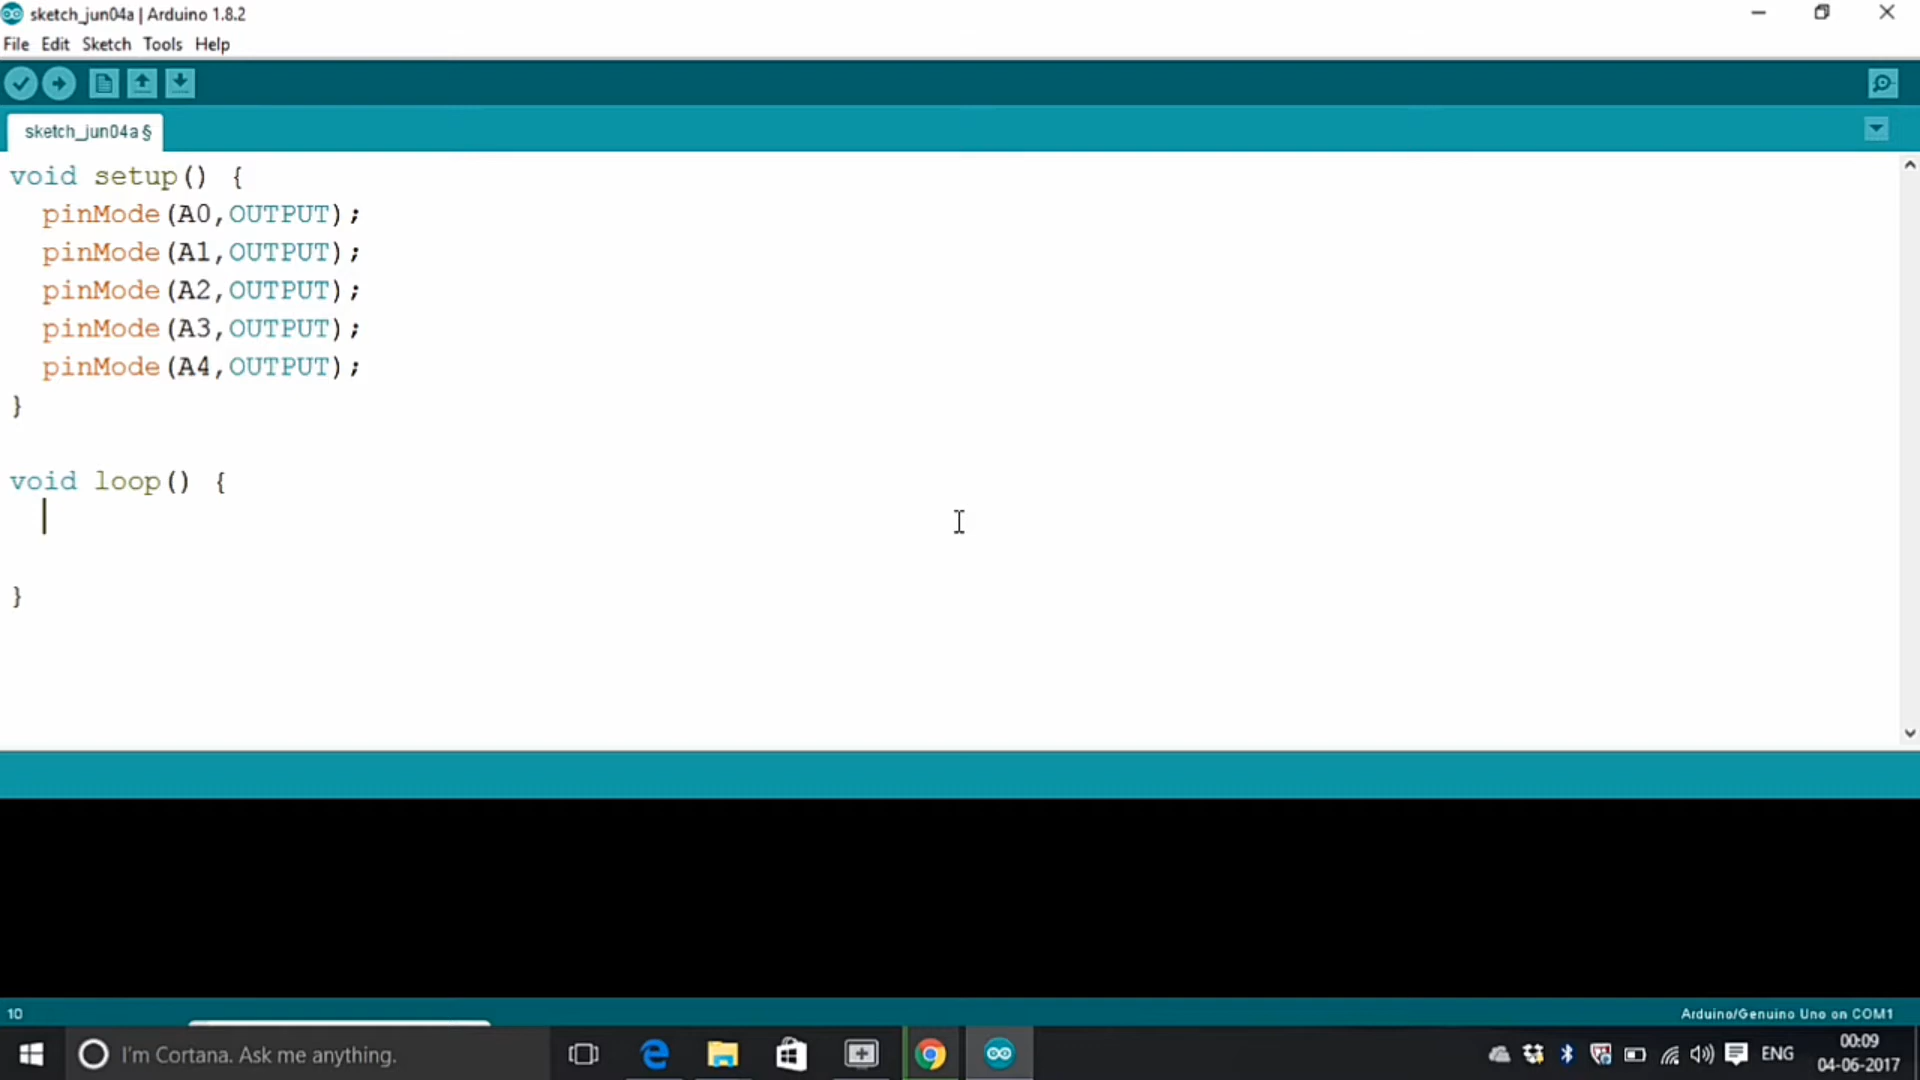 sketch_jun04a | Arduino 1.8.2
File Edit Sketch Tools Help
sketch_jun04a §
void setup() {
  pinMode(A0,OUTPUT);
  pinMode(A1,OUTPUT);
  pinMode(A2,OUTPUT);
  pinMode(A3,OUTPUT);
  pinMode(A4,OUTPUT);
}
void loop() {
}
10
Arduino/Genuino Uno on COM1
I'm Cortana. Ask me anything.
ENG
00:09
04-06-2017